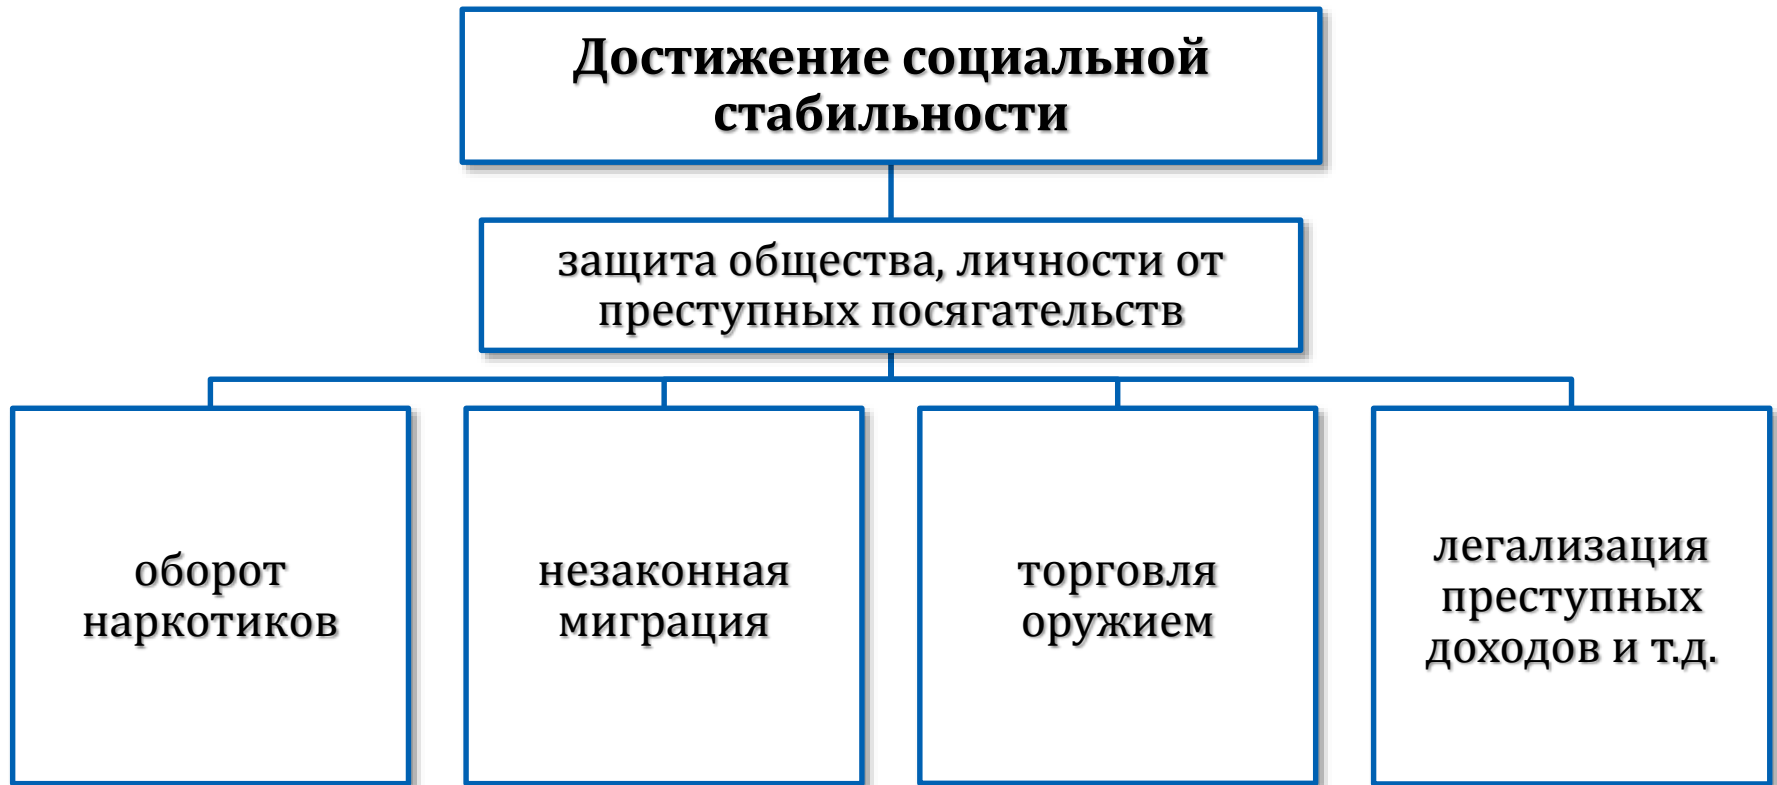 Достижение социальной
стабильности
защита общества, личности от
преступных посягательств
оборот
наркотиков
незаконная
миграция
торговля
оружием
легализация
преступных
доходов и т.д.